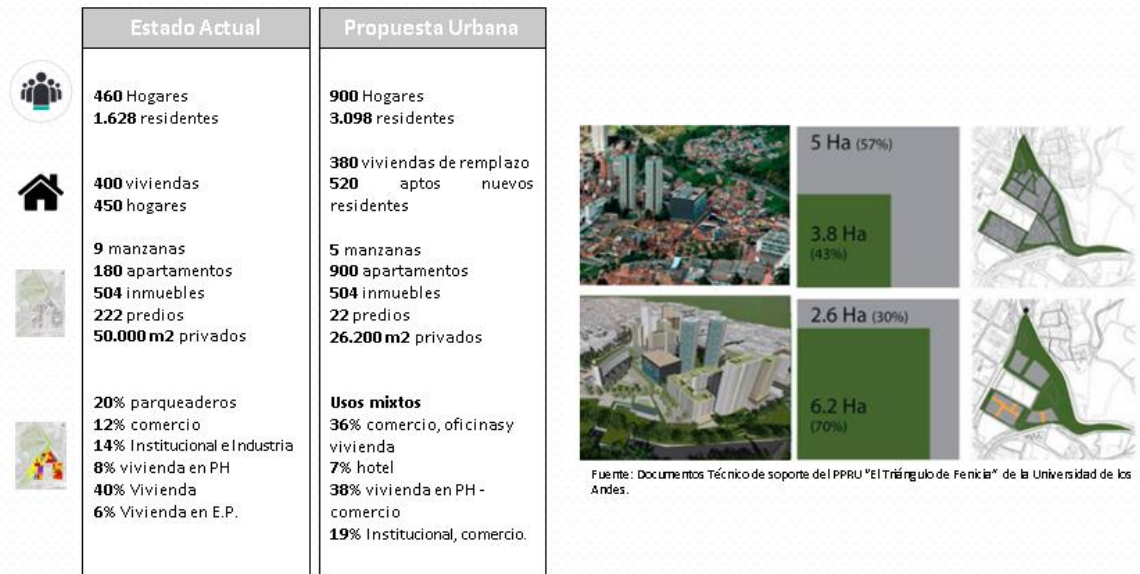 Estado Actual
460 Hogares
1.628 residentes
400 viviendas
450 hogares
9 manzanas
180 apartamentos
504 inmuebles
222 predios
50.000 m2 privados
20% parqueaderos
12% comercio
14% Institucional e Industria
8% vivienda en PH
40% Vivienda
6% Vivienda en E.P.
Propuesta Urbana
900 Hogares
3.098 residentes
380 viviendas de remplazo
520 aptos nuevos
residentes
5 manzanas
900 apartamentos
504 inmuebles
22 predios
26.200 m2 privados
Usos mixtos
36% comercio, oficinas y
vivienda
7% hotel
38% vivienda en PH -
comercio
19% Institucional, comercio.
5 Ha (57%)
3.8 Ha
(43%)
2.6 Ha (30%)
6.2 Ha
(70%)
Fuente: Documentos Técnico de soporte del PPRU "El Triángulo de Fenicia" de la Universidad de los
Andes.